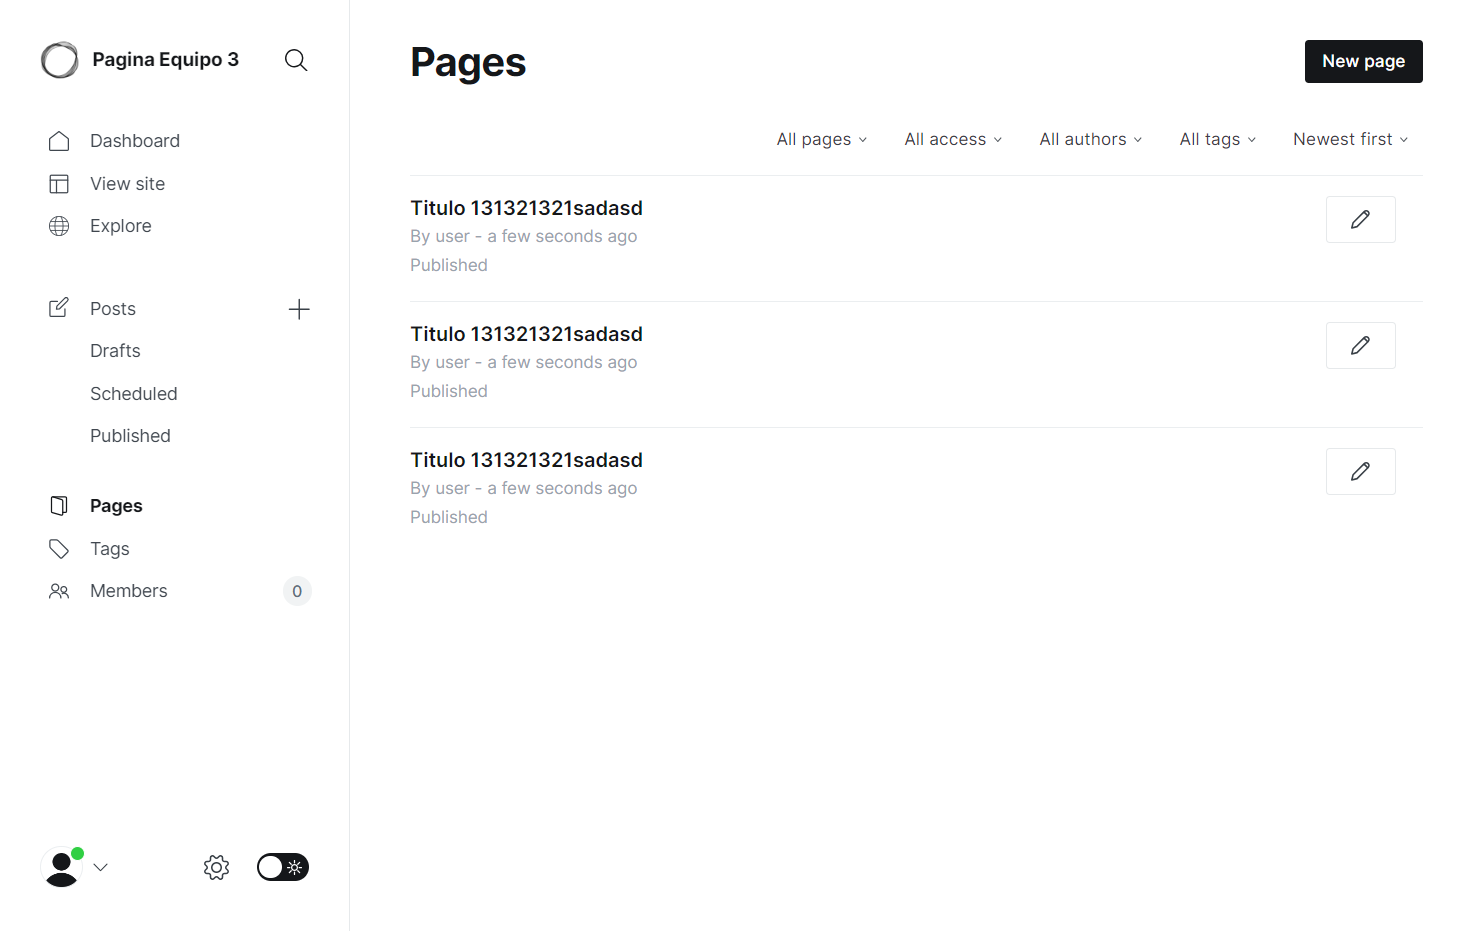 Pagina Equipo 3
Dashboard
View site
Explore
Posts
Drafts
Scheduled
Published
Pages
Tags
Members 0
Pages
New page
All pages All access All authors All tags Newest first
Titulo 131321321sadasd
By user - a few seconds ago
Published
Titulo 131321321sadasd
By user - a few seconds ago
Published
Titulo 131321321sadasd
By user - a few seconds ago
Published